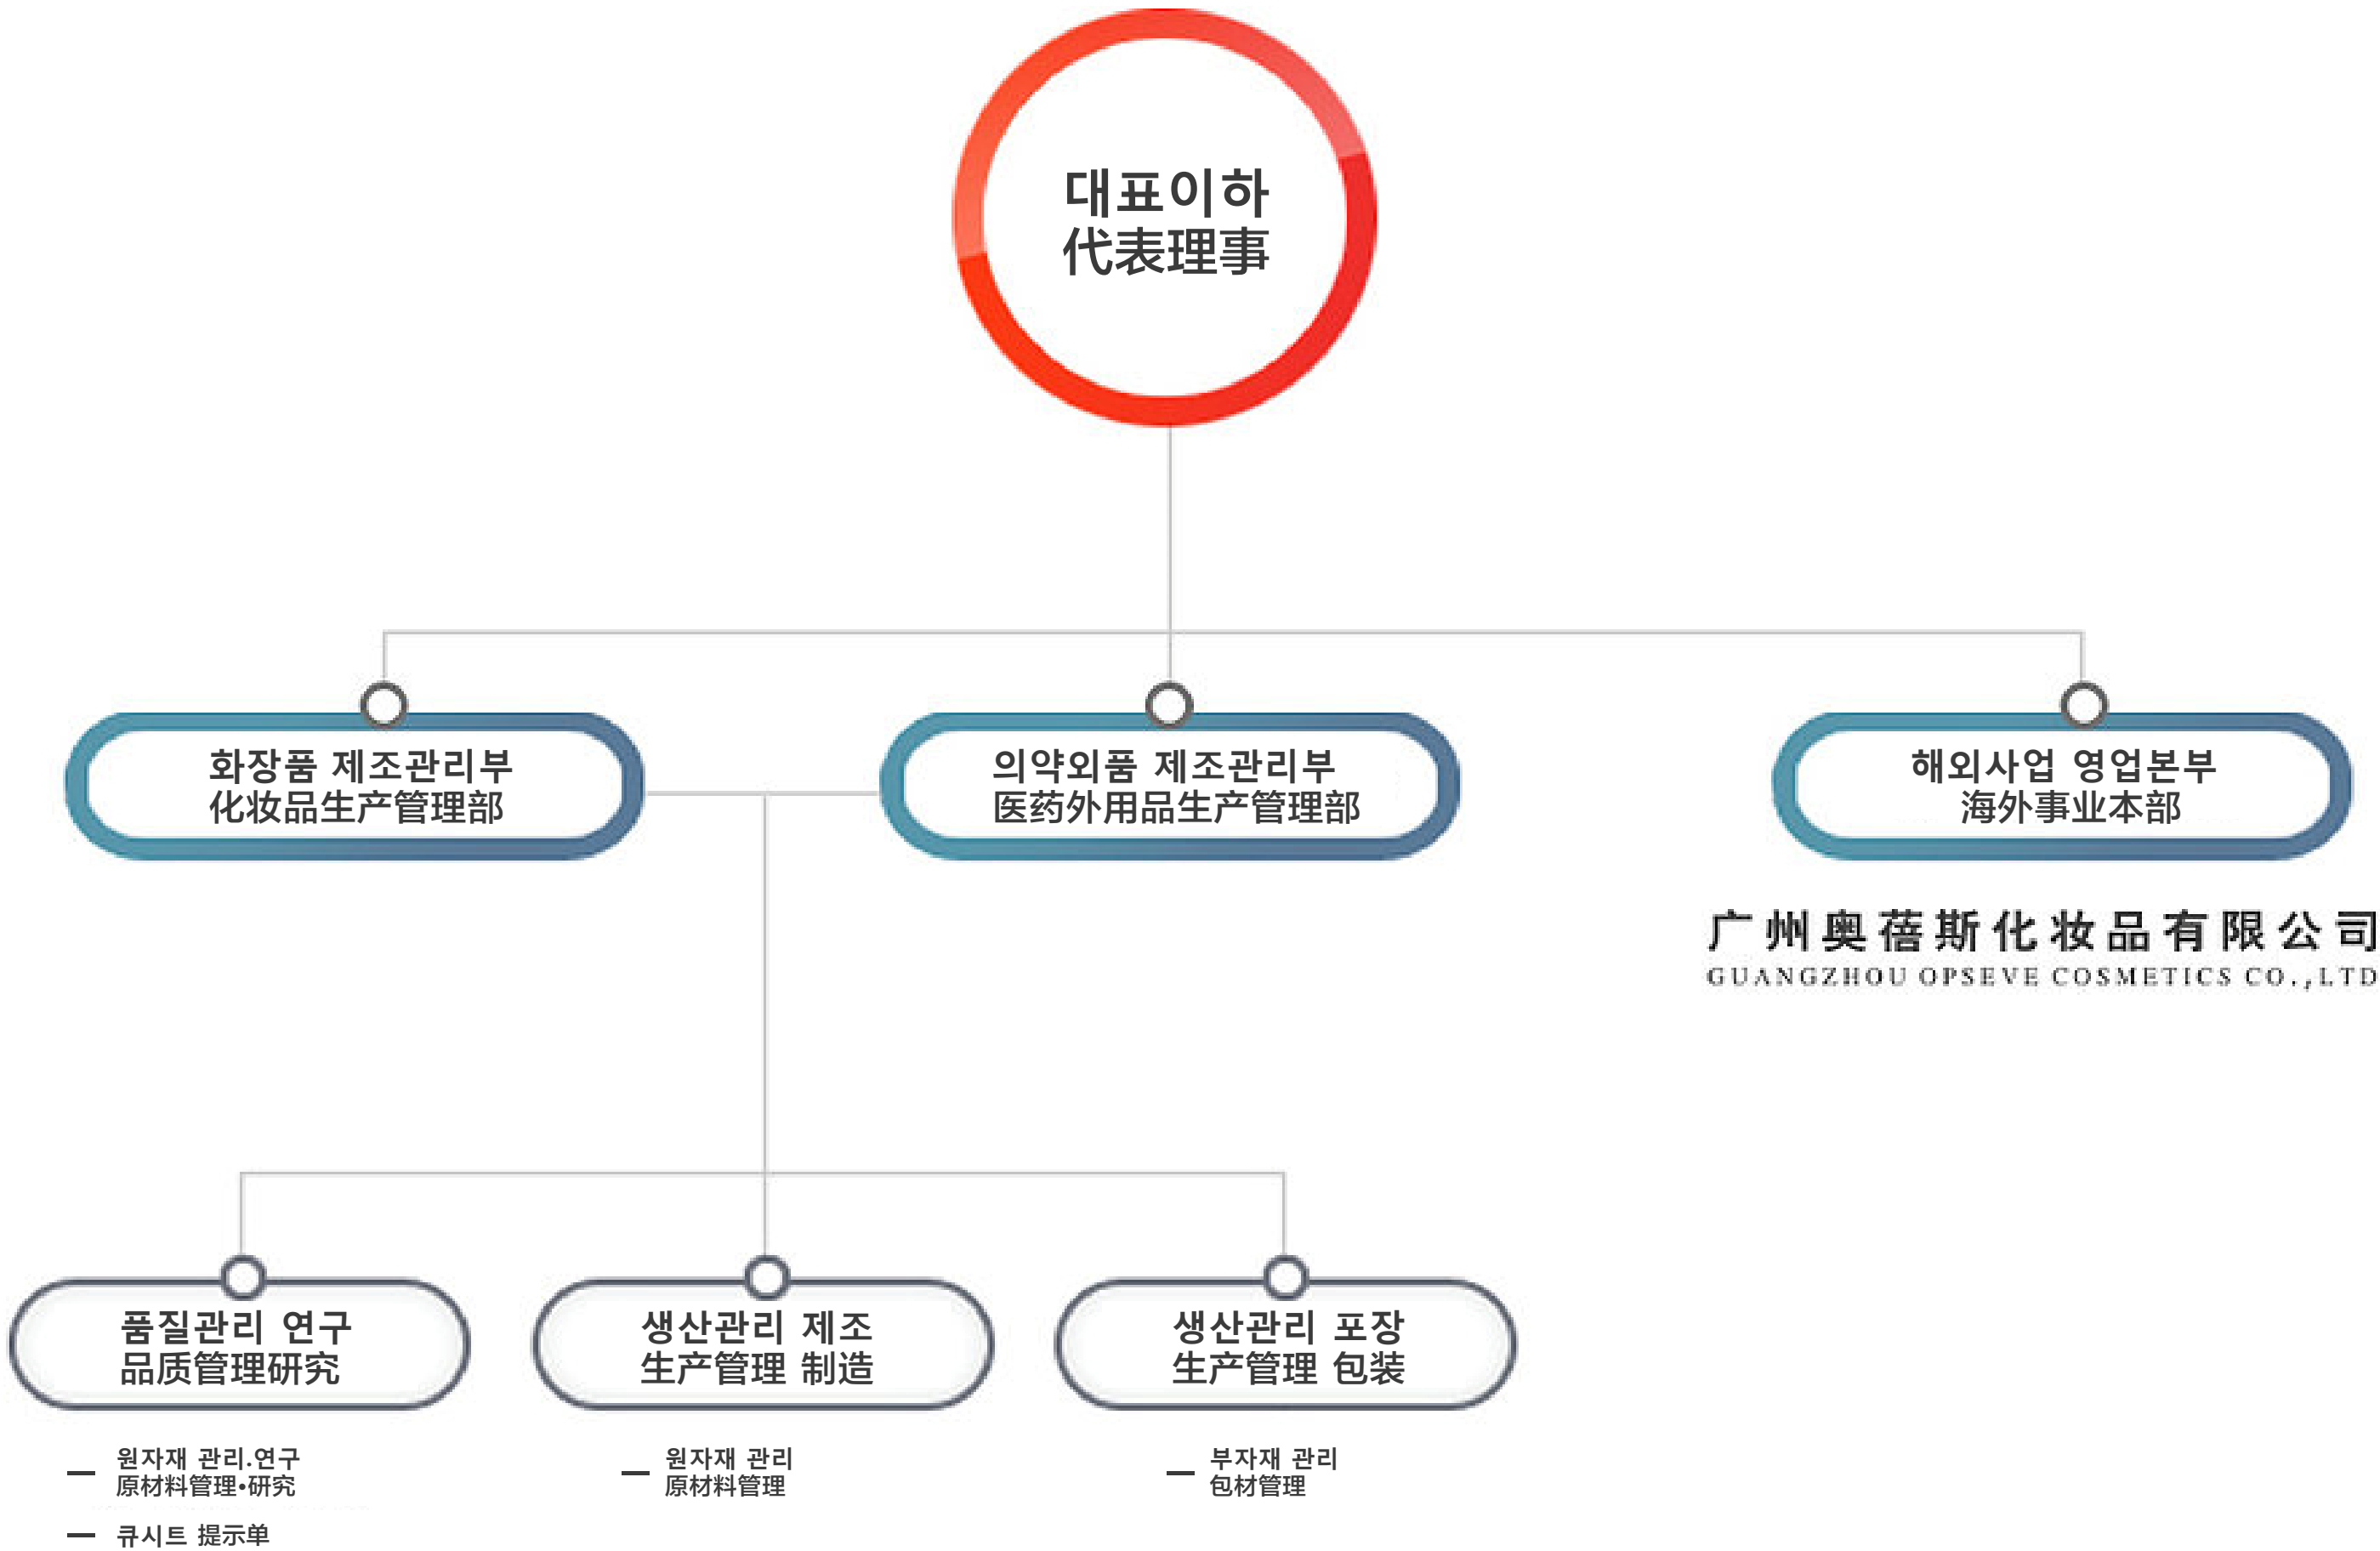 대표이하
代表理事
화장품 제조관리부
化妆品生产管理部
의약외품 제조관리부
医药外用品生产管理部
해외사업 영업본부
海外事业本部
广州奥蓓斯化妆品有限公司
GUANGZHOU OPSEVE COSMETICS CO.,LTD
품질관리 연구
品质管理研究
생산관리 제조
生产管理 制造
생산관리 포장
生产管理 包装
원자재 관리.연구
原材料管理•研究
큐시트 提示单
원자재 관리
原材料管理
부자재 관리
包材管理